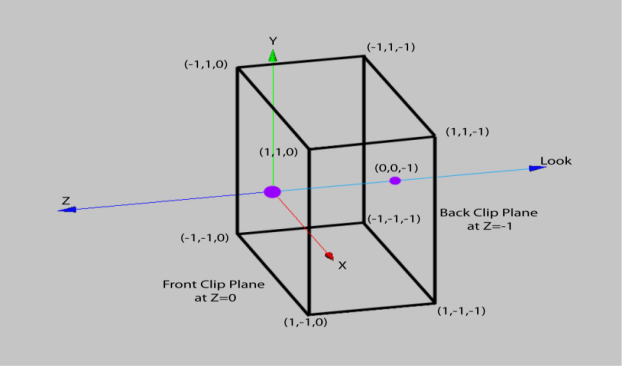 Y
(-1,1,-1)
(-1,1,0)
(1,1,-1)
(1,1,0)
Look
(0,0,-1)
Z
(-1,-1,-1)
Back Clip Plane
at Z=-1
(-1,-1,0)
X
Front Clip Plane
at Z=0
(1,-1,-1)
(1,-1,0)